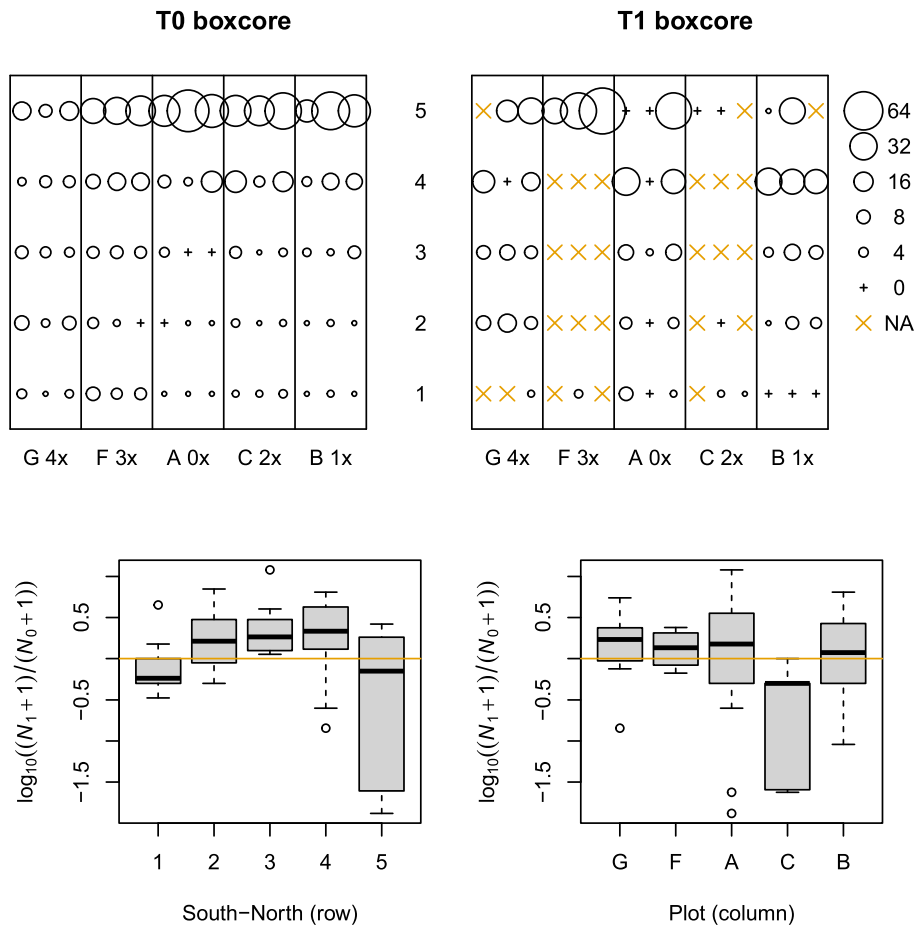 T0 boxcore
T1 boxcore
5
4
3
2
1
64
32
16
8
4
0
NA
G 4x F 3x A 0x C 2x B 1x
G 4x F 3x A 0x C 2x B 1x
log₁₀((N₁ + 1)/(N₀ + 1))
0.5
−0.5
−1.5
1 2 3 4 5
South−North (row)
log₁₀((N₁ + 1)/(N₀ + 1))
0.5
−0.5
−1.5
G F A C B
Plot (column)